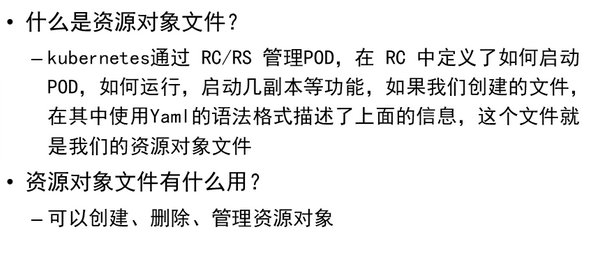 • 什么是资源对象文件？
–kubernetes通过 RC/RS 管理POD，在 RC 中定义了如何启动
POD，如何运行，启动几副本等功能，如果我们创建的文件，
在其中使用Yaml的语法格式描述了上面的信息，这个文件就
是我们的资源对象文件
• 资源对象文件有什么用？
–可以创建、删除、管理资源对象